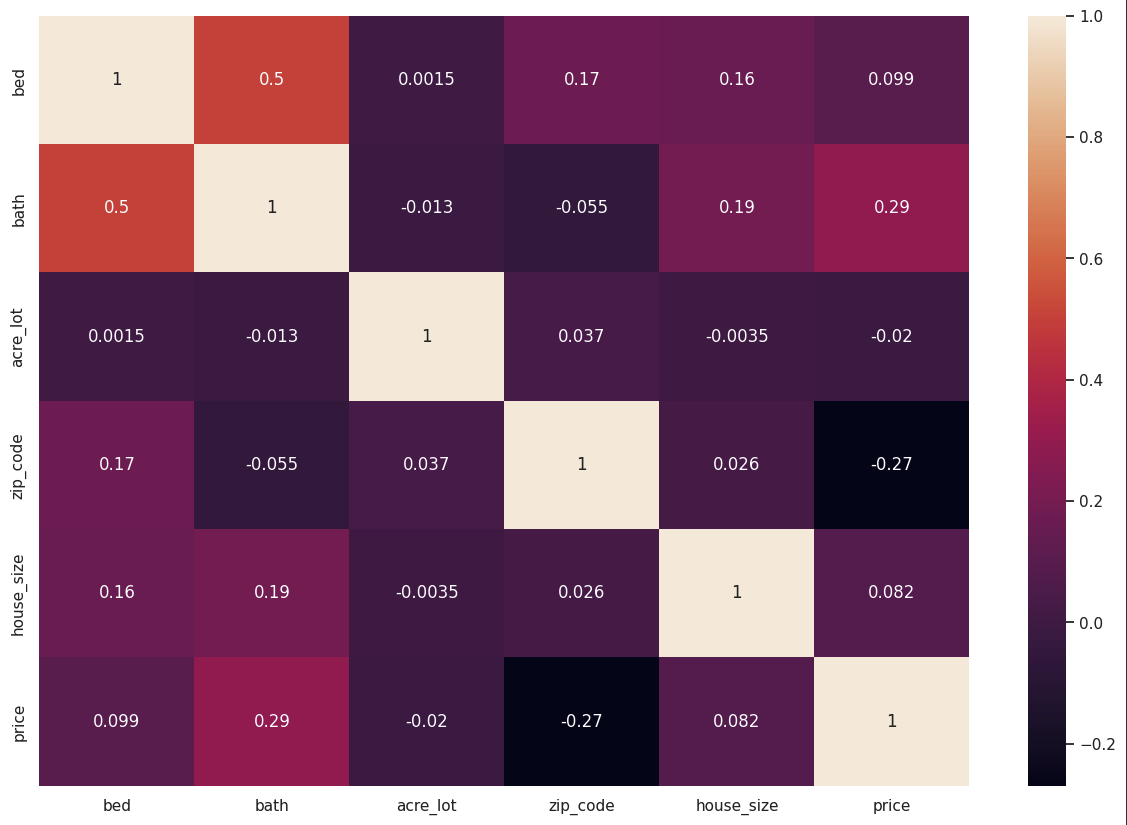 1.0
bed 1 0.5 0.0015 0.17 0.16 0.099
0.8
bath 0.5 1 -0.013 -0.055 0.19 0.29
0.6
acre_lot 0.0015 -0.013 1 0.037 -0.0035 -0.02
0.4
zip_code 0.17 -0.055 0.037 1 0.026 -0.27
0.2
house_size 0.16 0.19 -0.0035 0.026 1 0.082
0.0
price 0.099 0.29 -0.02 -0.27 0.082 1
−0.2
bed bath acre_lot zip_code house_size price